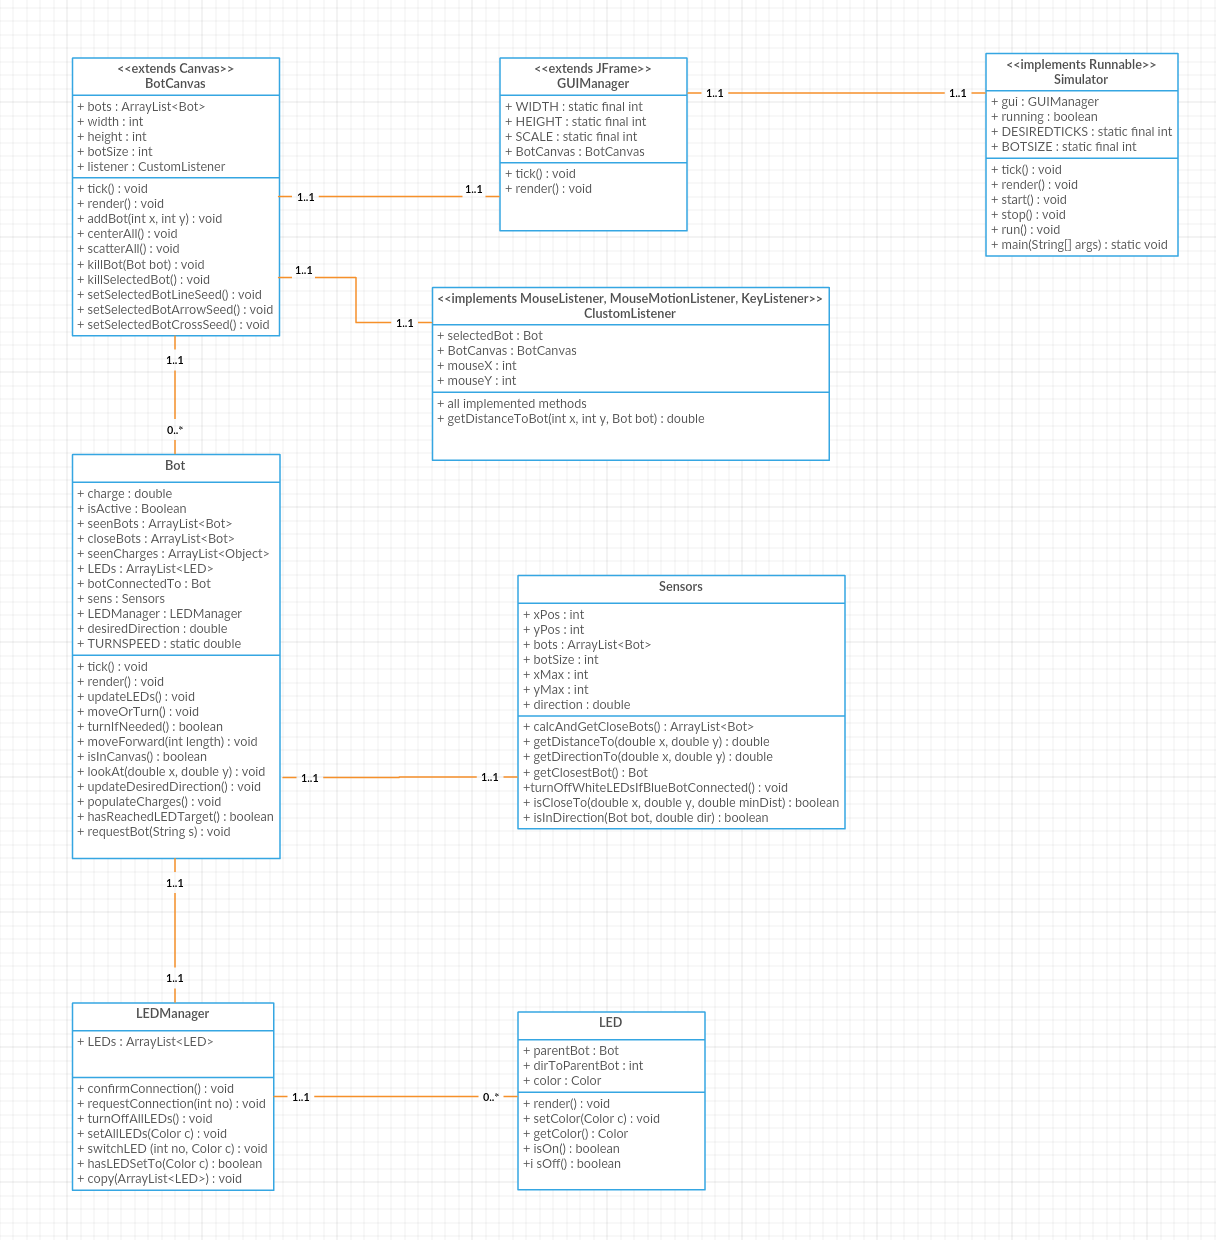 <<extends Canvas>>
BotCanvas
+ bots : ArrayList<Bot>
+ width : int
+ height : int
+ botSize : int
+ listener : CustomListener
+ tick() : void
+ render() : void
+ addBot(int x, int y) : void
+ centerAll() : void
+ scatterAll() : void
+ killBot(Bot bot) : void
+ killSelectedBot() : void
+ setSelectedBotLineSeed() : void
+ setSelectedBotArrowSeed() : void
+ setSelectedBotCrossSeed() : void
1..1
1..1
<<extends JFrame>>
GUIManager
+ WIDTH : static final int
+ HEIGHT : static final int
+ SCALE : static final int
+ BotCanvas : BotCanvas
+ tick() : void
+ render() : void
1..1
1..1
<<implements Runnable>>
Simulator
+ gui : GUIManager
+ running : boolean
+ DESIREDTICKS : static final int
+ BOTSIZE : static final int
+ tick() : void
+ render() : void
+ start() : void
+ stop() : void
+ run() : void
+ main(String[] args) : static void
1..1
1..1
<<implements MouseListener, MouseMotionListener, KeyListener>>
ClustomListener
+ selectedBot : Bot
+ BotCanvas : BotCanvas
+ mouseX : int
+ mouseY : int
+ all implemented methods
+ getDistanceToBot(int x, int y, Bot bot) : double
1..1
0..*
Bot
+ charge : double
+ isActive : Boolean
+ seenBots : ArrayList<Bot>
+ closeBots : ArrayList<Bot>
+ seenCharges : ArrayList<Object>
+ LEDs : ArrayList<LED>
+ botConnectedTo : Bot
+ sens : Sensors
+ LEDManager : LEDManager
+ desiredDirection : double
+ TURNSPEED : static double
+ tick() : void
+ render() : void
+ updateLEDs() : void
+ moveOrTurn() : void
+ turnIfNeeded() : boolean
+ moveForward(int length) : void
+ isInCanvas() : boolean
+ lookAt(double x, double y) : void
+ updateDesiredDirection() : void
+ populateCharges() : void
+ hasReachedLEDTarget() : boolean
+ requestBot(String s) : void
1..1
1..1
Sensors
+ xPos : int
+ yPos : int
+ bots : ArrayList<Bot>
+ botSize : int
+ xMax : int
+ yMax : int
+ direction : double
+ calcAndGetCloseBots() : ArrayList<Bot>
+ getDistanceTo(double x, double y) : double
+ getDirectionTo(double x, double y) : double
+ getClosestBot() : Bot
+turnOffWhiteLEDsIfBlueBotConnected() : void
+ isCloseTo(double x, double y, double minDist) : boolean
+ isInDirection(Bot bot, double dir) : boolean
1..1
1..1
LEDManager
+ LEDs : ArrayList<LED>
+ confirmConnection() : void
+ requestConnection(int no) : void
+ turnOffAllLEDs() : void
+ setAllLEDs(Color c) : void
+ switchLED (int no, Color c) : void
+ hasLEDSetTo(Color c) : boolean
+ copy(ArrayList<LED>) : void
1..1
0..*
LED
+ parentBot : Bot
+ dirToParentBot : int
+ color : Color
+ render() : void
+ setColor(Color c) : void
+ getColor() : Color
+ isOn() : boolean
+i sOff() : boolean